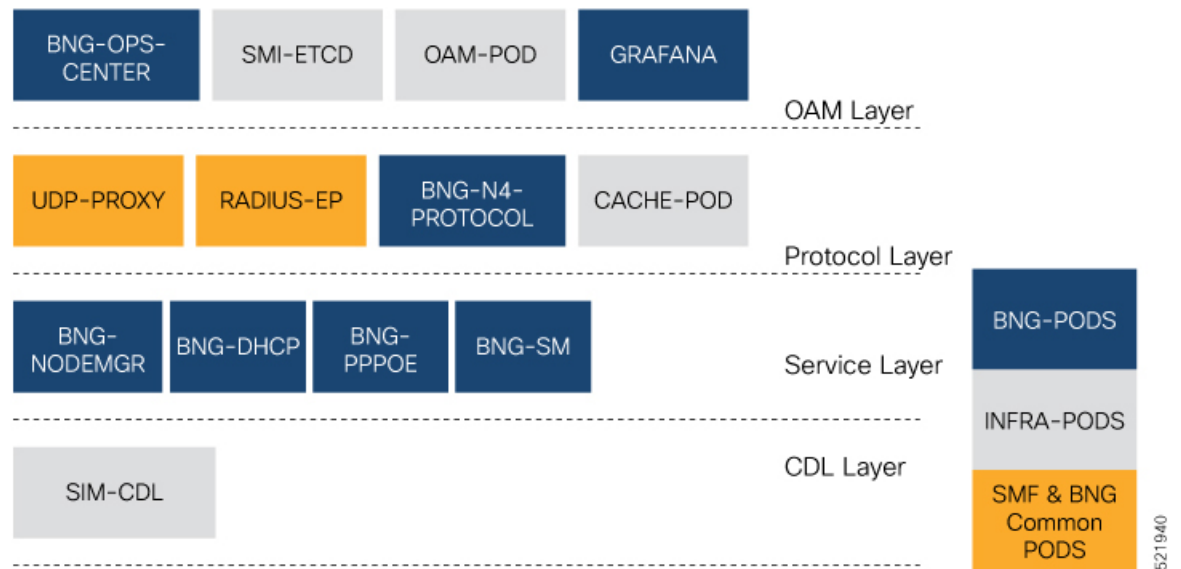 BNG-OPS-
CENTER
SMI-ETCD
OAM-POD
GRAFANA
OAM Layer
UDP-PROXY
RADIUS-EP
BNG-N4-
PROTOCOL
CACHE-POD
Protocol Layer
BNG-
NODEMGR
BNG-DHCP
BNG-
PPPOE
BNG-SM
Service Layer
SIM-CDL
CDL Layer
BNG-PODS
INFRA-PODS
SMF & BNG
Common
PODS
521940